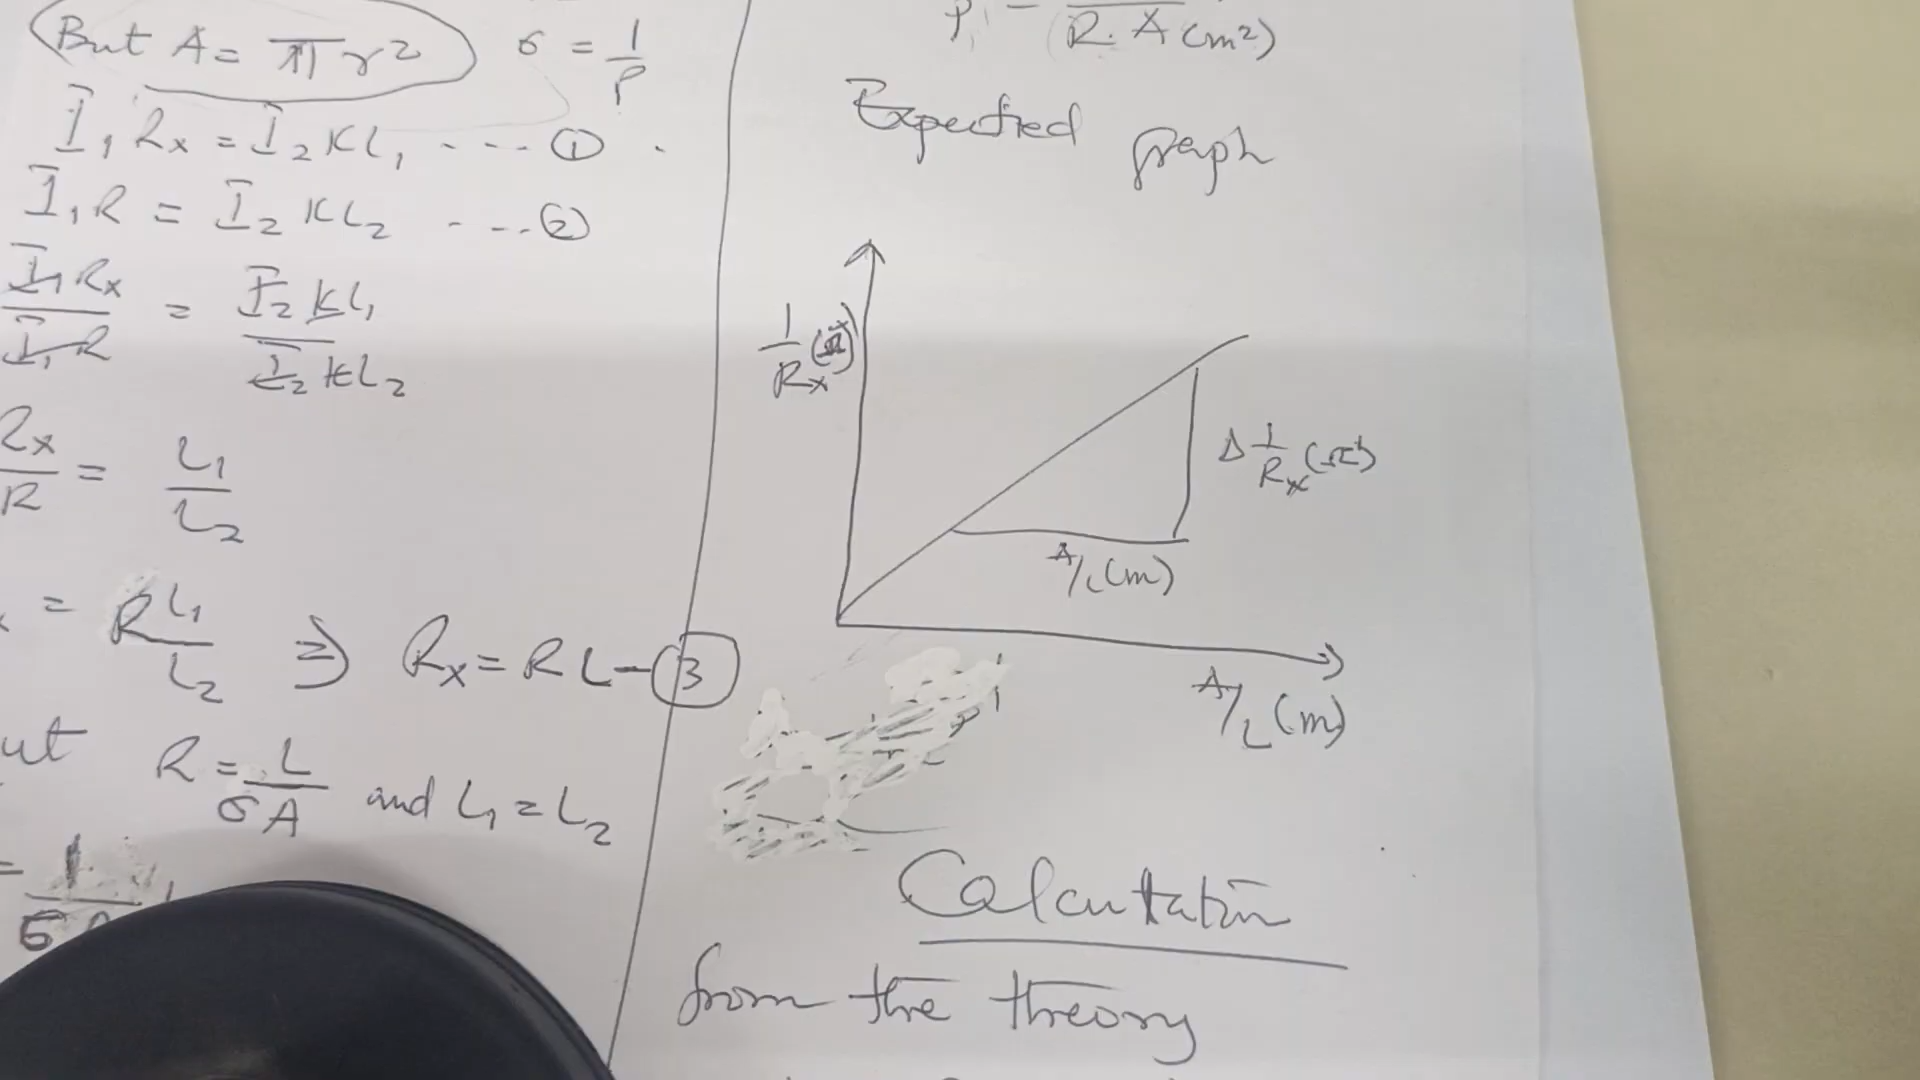 But A = πr² σ = 1/ρ
I₁Rₓ = I₂KL₁ ---- ①
I₁R = I₂KL₂ ---- ②
I₁Rₓ/I₁R = I₂KL₁/I₂KL₂
Rₓ/R = L₁/L₂
= RL₁/L₂ ⇒ Rₓ = RL – ③
R = L/σA and L₁ = L₂
R. A (m²)
Expected graph
1/Rₓ
Δ 1/Rₓ (Ω⁻¹)
A/L (m)
A/L (m)
Calculation
from the theory